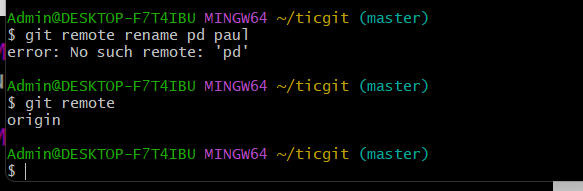 Admin@DESKTOP-F7T4IBU MINGW64 ~/ticgit (master)
$ git remote rename pd paul
error: No such remote: 'pd'
Admin@DESKTOP-F7T4IBU MINGW64 ~/ticgit (master)
$ git remote
origin
Admin@DESKTOP-F7T4IBU MINGW64 ~/ticgit (master)
$